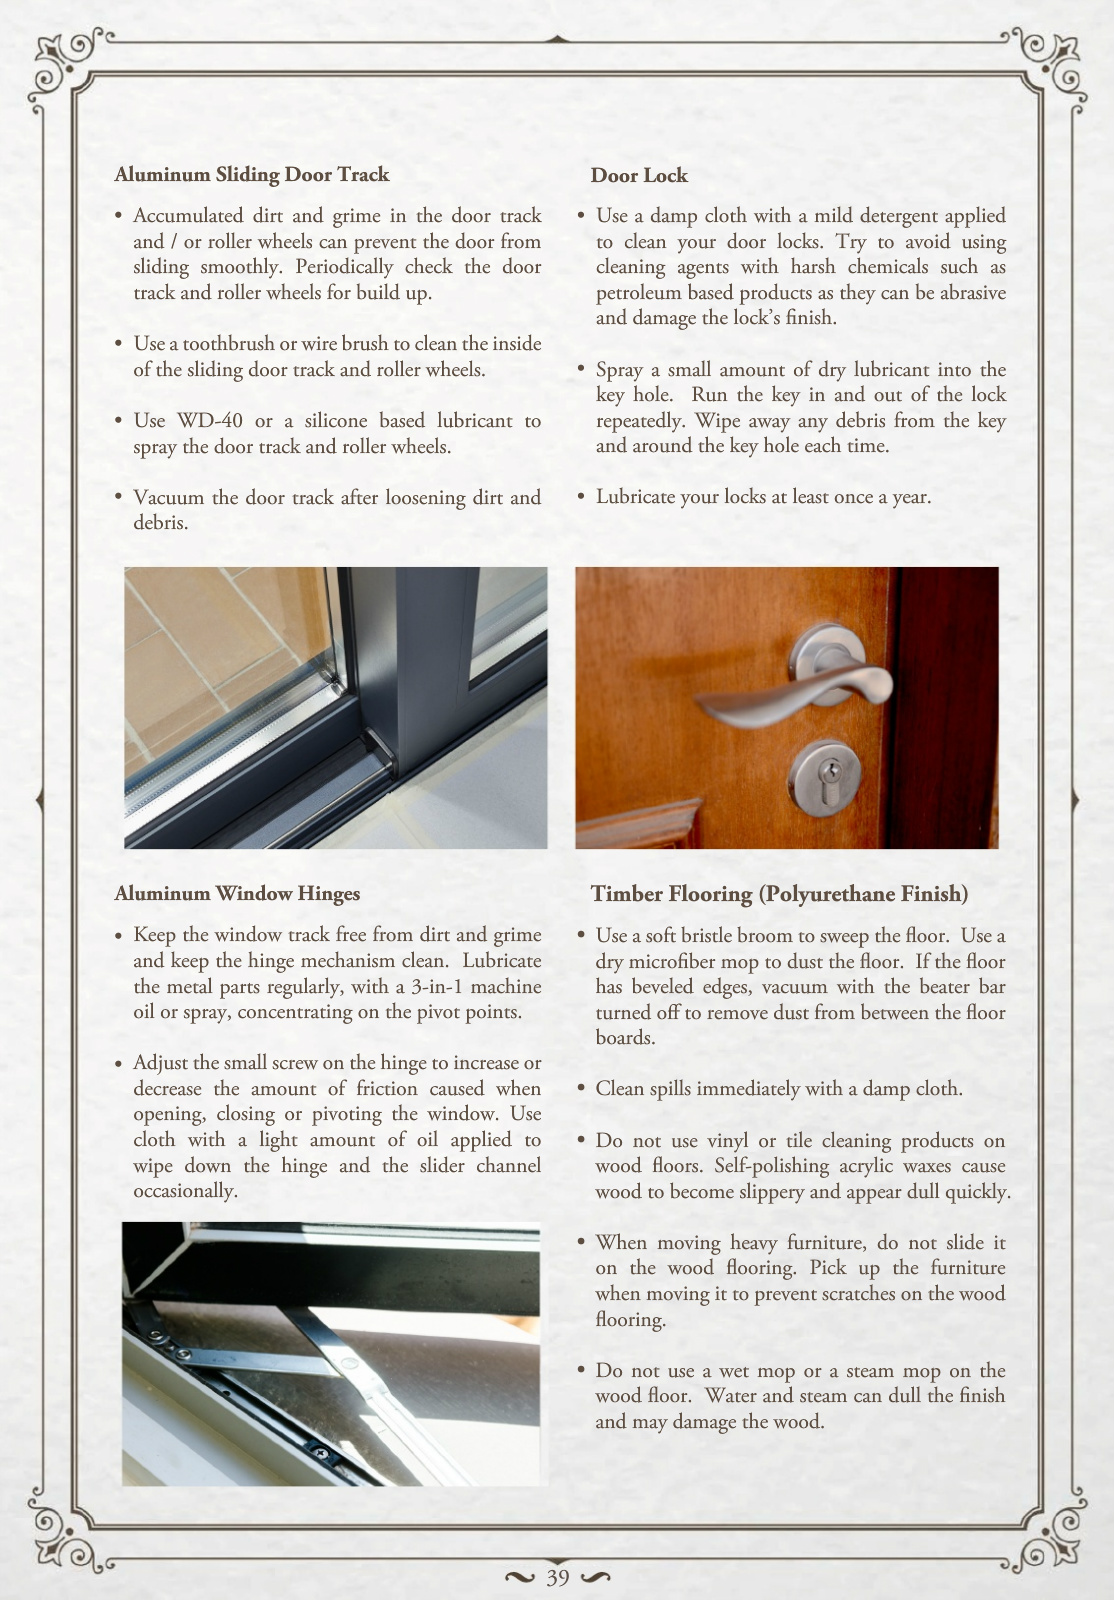 Aluminum Sliding Door Track
• Accumulated dirt and grime in the door track
and / or roller wheels can prevent the door from
sliding smoothly. Periodically check the door
track and roller wheels for build up.
• Use a toothbrush or wire brush to clean the inside
of the sliding door track and roller wheels.
• Use WD-40 or a silicone based lubricant to
spray the door track and roller wheels.
• Vacuum the door track after loosening dirt and
debris.
Door Lock
• Use a damp cloth with a mild detergent applied
to clean your door locks. Try to avoid using
cleaning agents with harsh chemicals such as
petroleum based products as they can be abrasive
and damage the lock's finish.
• Spray a small amount of dry lubricant into the
key hole. Run the key in and out of the lock
repeatedly. Wipe away any debris from the key
and around the key hole each time.
• Lubricate your locks at least once a year.
Aluminum Window Hinges
• Keep the window track free from dirt and grime
and keep the hinge mechanism clean. Lubricate
the metal parts regularly, with a 3-in-1 machine
oil or spray, concentrating on the pivot points.
• Adjust the small screw on the hinge to increase or
decrease the amount of friction caused when
opening, closing or pivoting the window. Use
cloth with a light amount of oil applied to
wipe down the hinge and the slider channel
occasionally.
Timber Flooring (Polyurethane Finish)
• Use a soft bristle broom to sweep the floor. Use a
dry microfiber mop to dust the floor. If the floor
has beveled edges, vacuum with the beater bar
turned off to remove dust from between the floor
boards.
• Clean spills immediately with a damp cloth.
• Do not use vinyl or tile cleaning products on
wood floors. Self-polishing acrylic waxes cause
wood to become slippery and appear dull quickly.
• When moving heavy furniture, do not slide it
on the wood flooring. Pick up the furniture
when moving it to prevent scratches on the wood
flooring.
• Do not use a wet mop or a steam mop on the
wood floor. Water and steam can dull the finish
and may damage the wood.
39